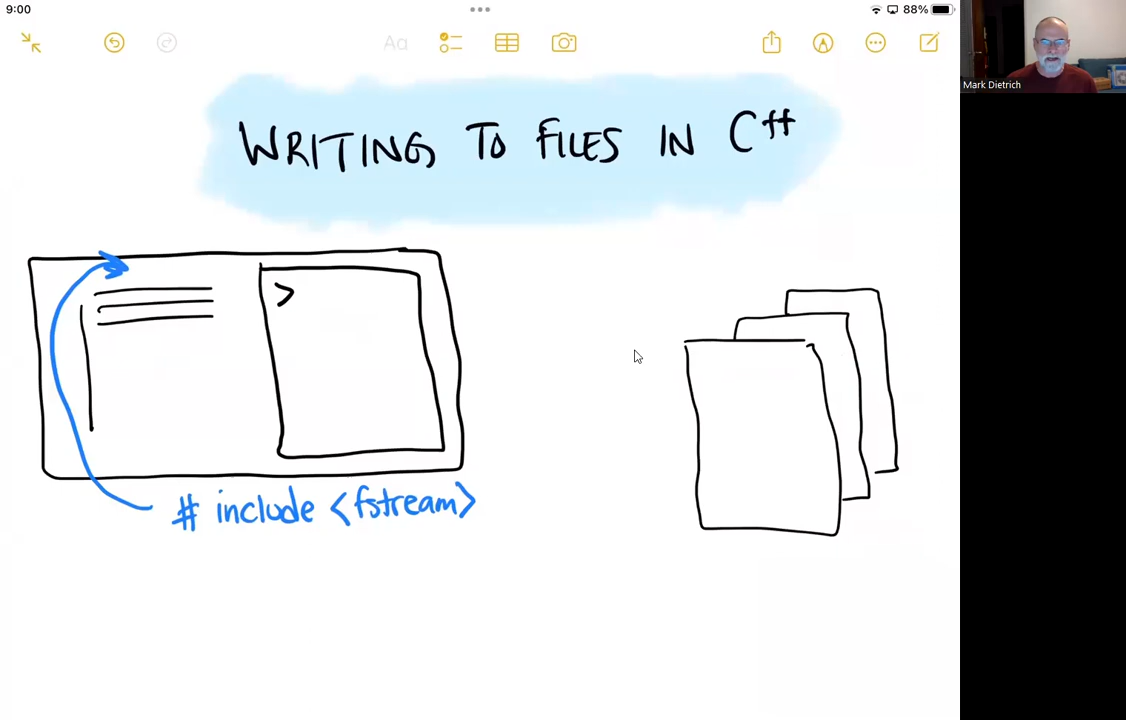 9:00
88%
Aa
Mark Dietrich
WRITING TO FILES IN C++
>
# include <fstream>